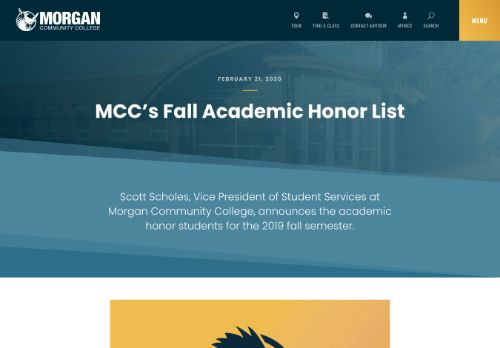 MORGAN
COMMUNITY COLLEGE
TOUR
FIND A CLASS
CONTACT ADVISOR
MYMCC
SEARCH
MENU
FEBRUARY 21, 2020
MCC's Fall Academic Honor List
Scott Scholes, Vice President of Student Services at
Morgan Community College, announces the academic
honor students for the 2019 fall semester.